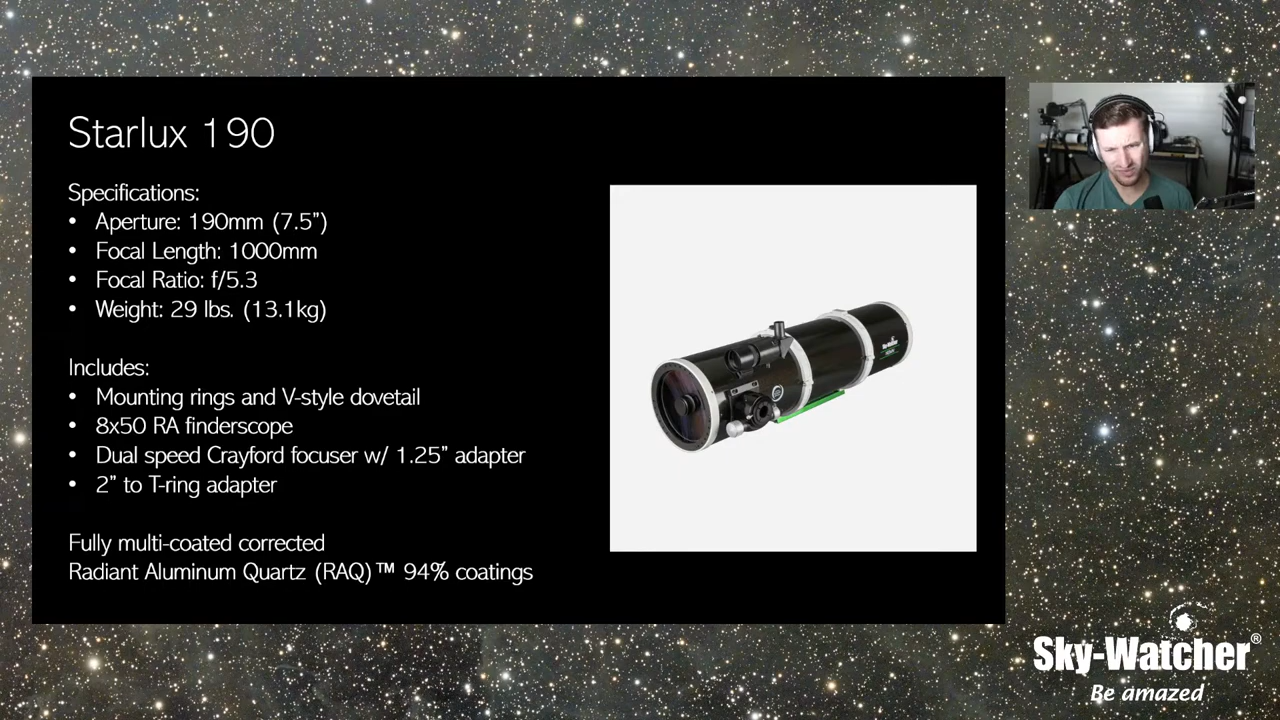 Starlux 190
Specifications:
• Aperture: 190mm (7.5”)
• Focal Length: 1000mm
• Focal Ratio: f/5.3
• Weight: 29 lbs. (13.1kg)
Includes:
• Mounting rings and V-style dovetail
• 8x50 RA finderscope
• Dual speed Crayford focuser w/ 1.25” adapter
• 2” to T-ring adapter
Fully multi-coated corrected
Radiant Aluminum Quartz (RAQ)™ 94% coatings
Sky-Watcher®
Be amazed